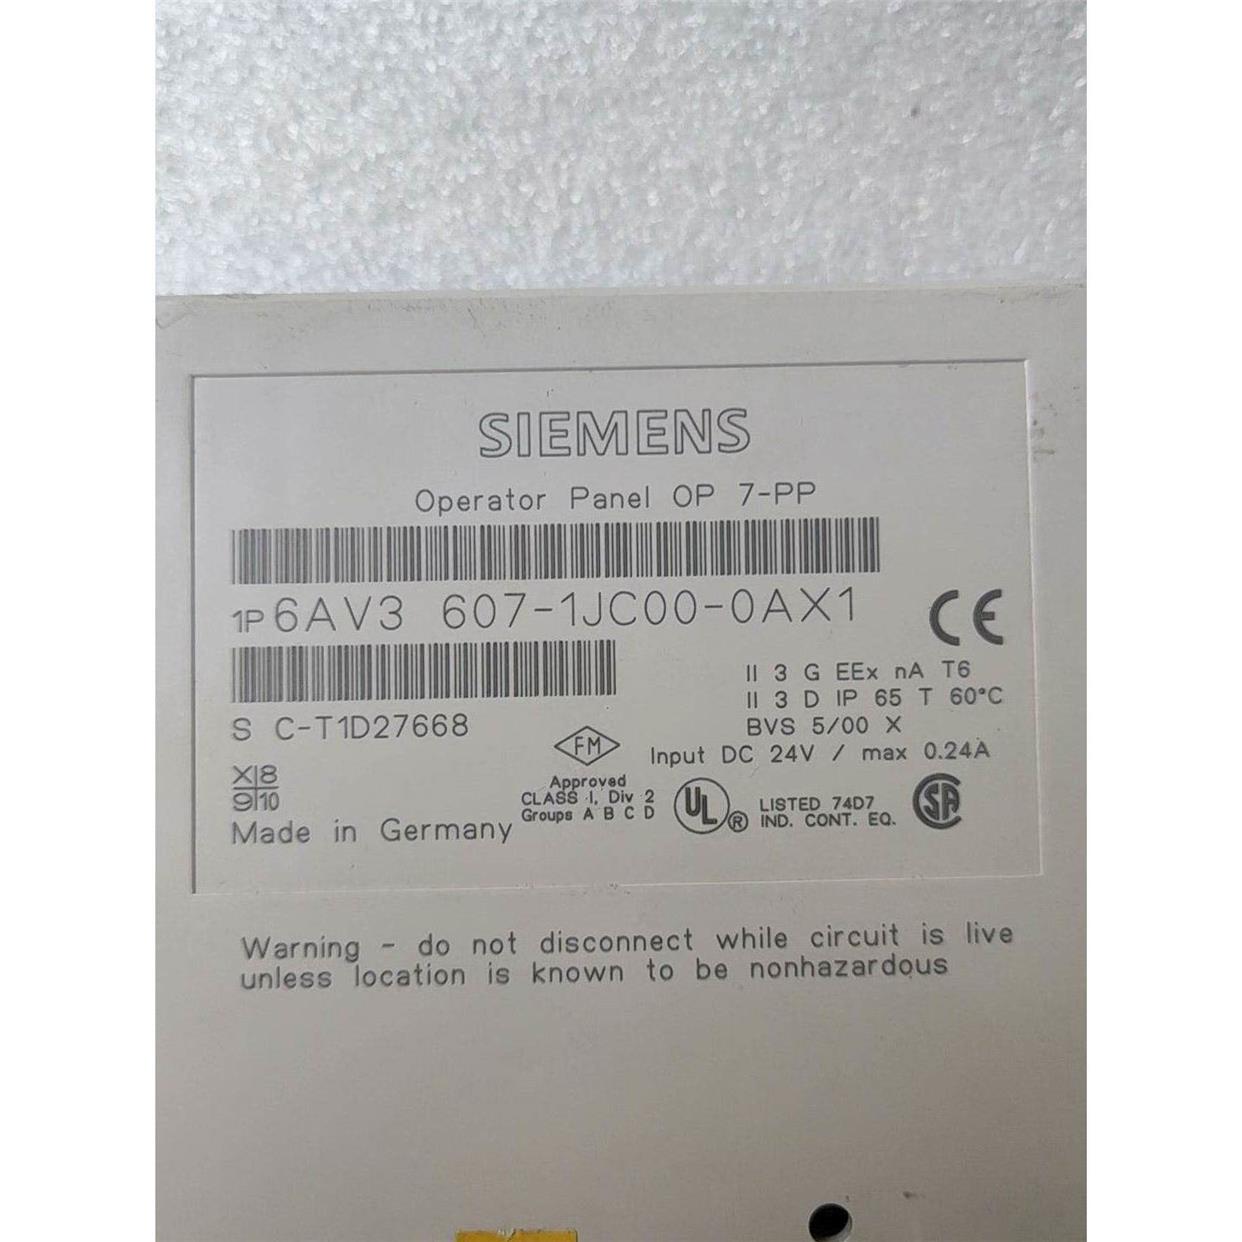 SIEMENS
Operator Panel OP 7-PP
1P 6AV3 607-1JC00-0AX1
CE
II 3 G EEx nA T6
II 3 D IP 65 T 60°C
S C-T1D27668
BVS 5/00 X
FM
Input DC 24V / max 0.24A
X 8
9 10
Approved
CLASS I, Div 2
Groups A B C D
UL ®
LISTED 74D7
IND. CONT. EQ.
SA
Made in Germany
Warning - do not disconnect while circuit is live
unless location is known to be nonhazardous